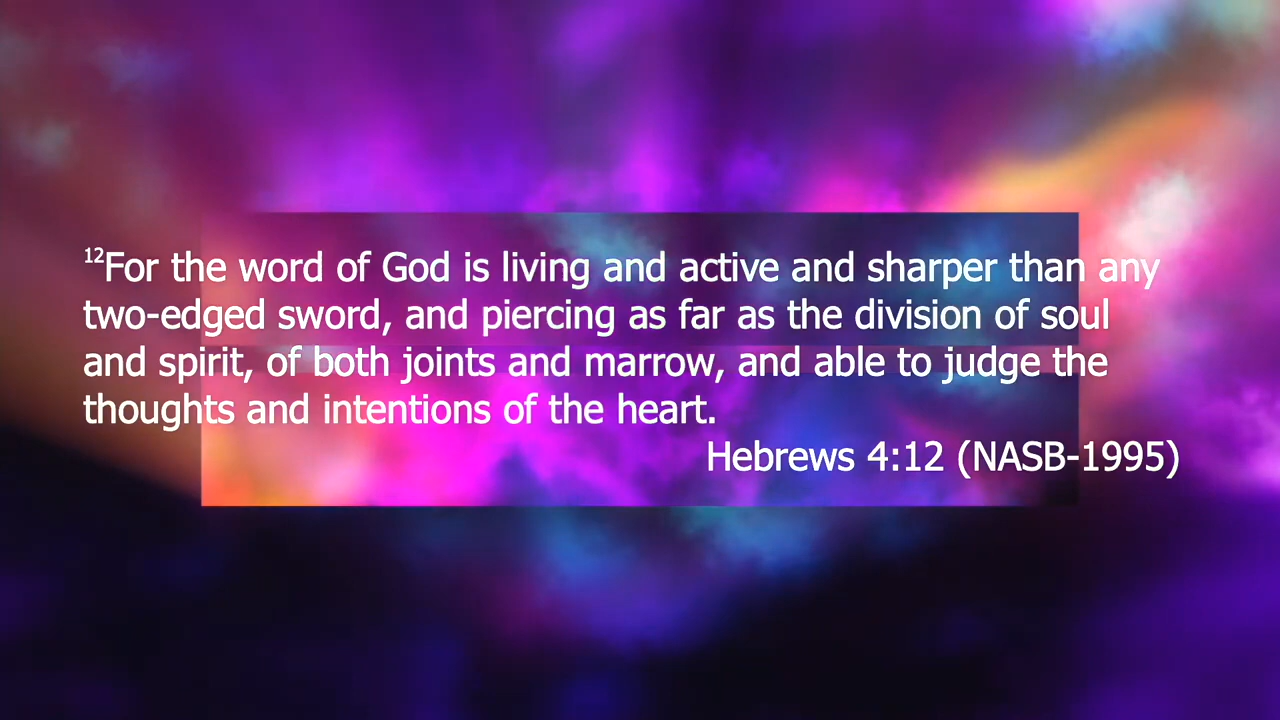 12For the word of God is living and active and sharper than any
two-edged sword, and piercing as far as the division of soul
and spirit, of both joints and marrow, and able to judge the
thoughts and intentions of the heart.
Hebrews 4:12 (NASB-1995)